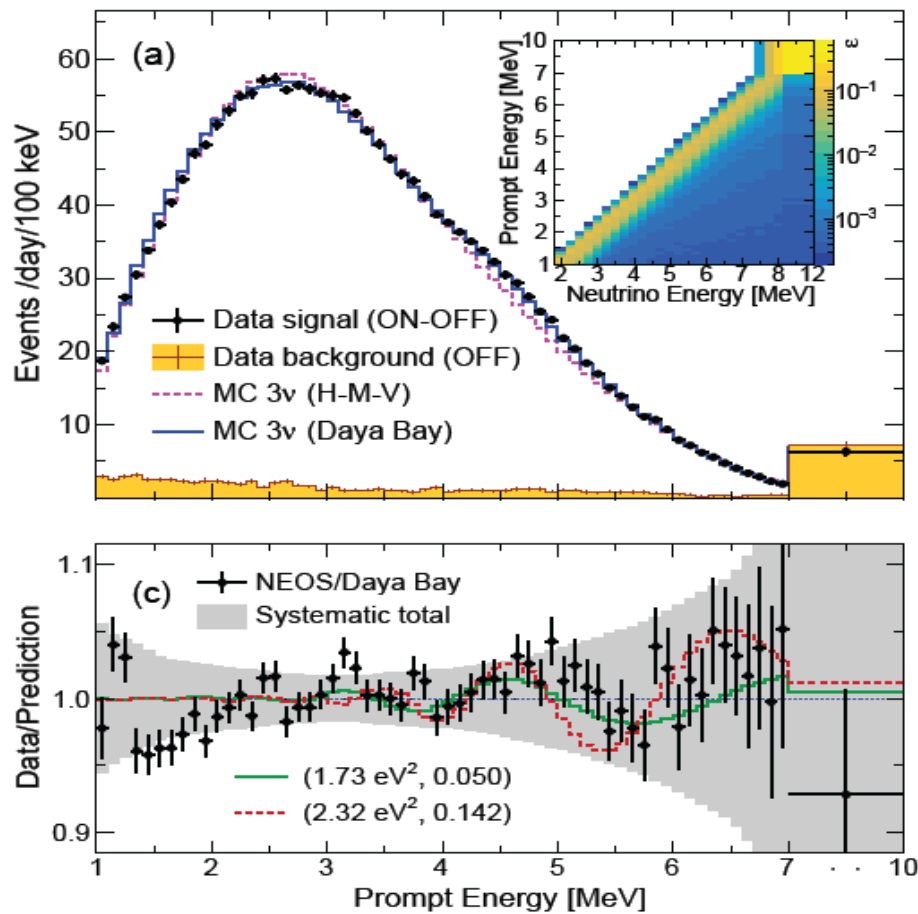 (a)
Events /day/100 keV
60
50
40
30
20
10
Data signal (ON-OFF)
Data background (OFF)
MC 3ν (H-M-V)
MC 3ν (Daya Bay)
Prompt Energy [MeV]
10
9
8
7
6
5
4
3
2
1
2 3 4 5 6 7 8 12
Neutrino Energy [MeV]
ε
10⁻¹
10⁻²
10⁻³
(c)
Data/Prediction
1.1
1.0
0.9
NEOS/Daya Bay
Systematic total
(1.73 eV², 0.050)
(2.32 eV², 0.142)
1 2 3 4 5 6 7 10
Prompt Energy [MeV]